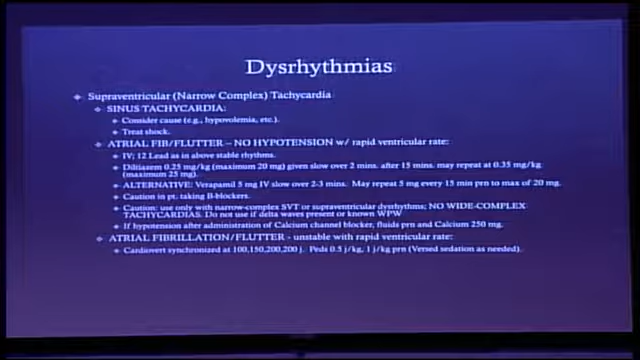 Dysrhythmias
Supraventricular (Narrow Complex) Tachycardia
SINUS TACHYCARDIA:
Consider cause (e.g., hypovolemia, etc.).
Treat shock.
ATRIAL FIB/FLUTTER – NO HYPOTENSION w/ rapid ventricular rate:
IV; 12 Lead as in above stable rhythms.
Diltiazem 0.25 mg/kg (maximum 20 mg) given slow over 2 mins. after 15 mins. may repeat at 0.35 mg/kg
(maximum 25 mg).
ALTERNATIVE: Verapamil 5 mg IV slow over 2-3 mins. May repeat 5 mg every 15 min prn to max of 20 mg.
Caution in pt. taking B-blockers.
Caution: use only with narrow-complex SVT or supraventricular dysrhythms; NO WIDE-COMPLEX
TACHYCARDIAS. Do not use if delta waves present or known WPW
If hypotension after administration of Calcium channel blocker, fluids prn and Calcium 250 mg.
ATRIAL FIBRILLATION/FLUTTER - unstable with rapid ventricular rate:
Cardiovert synchronized at 100,150,200,200 j. Peds 0.5 j/kg, 1 j/kg prn (Versed sedation as needed).